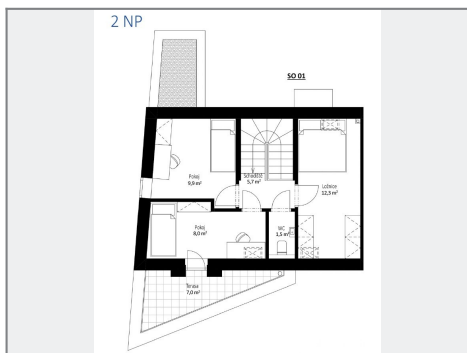 2 NP
SO 01
Pokoj
9,9 m²
Schodiště
5,7 m²
Ložnice
12,3 m²
Pokoj
8,0 m²
WC
1,5 m²
Terasa
7,0 m²